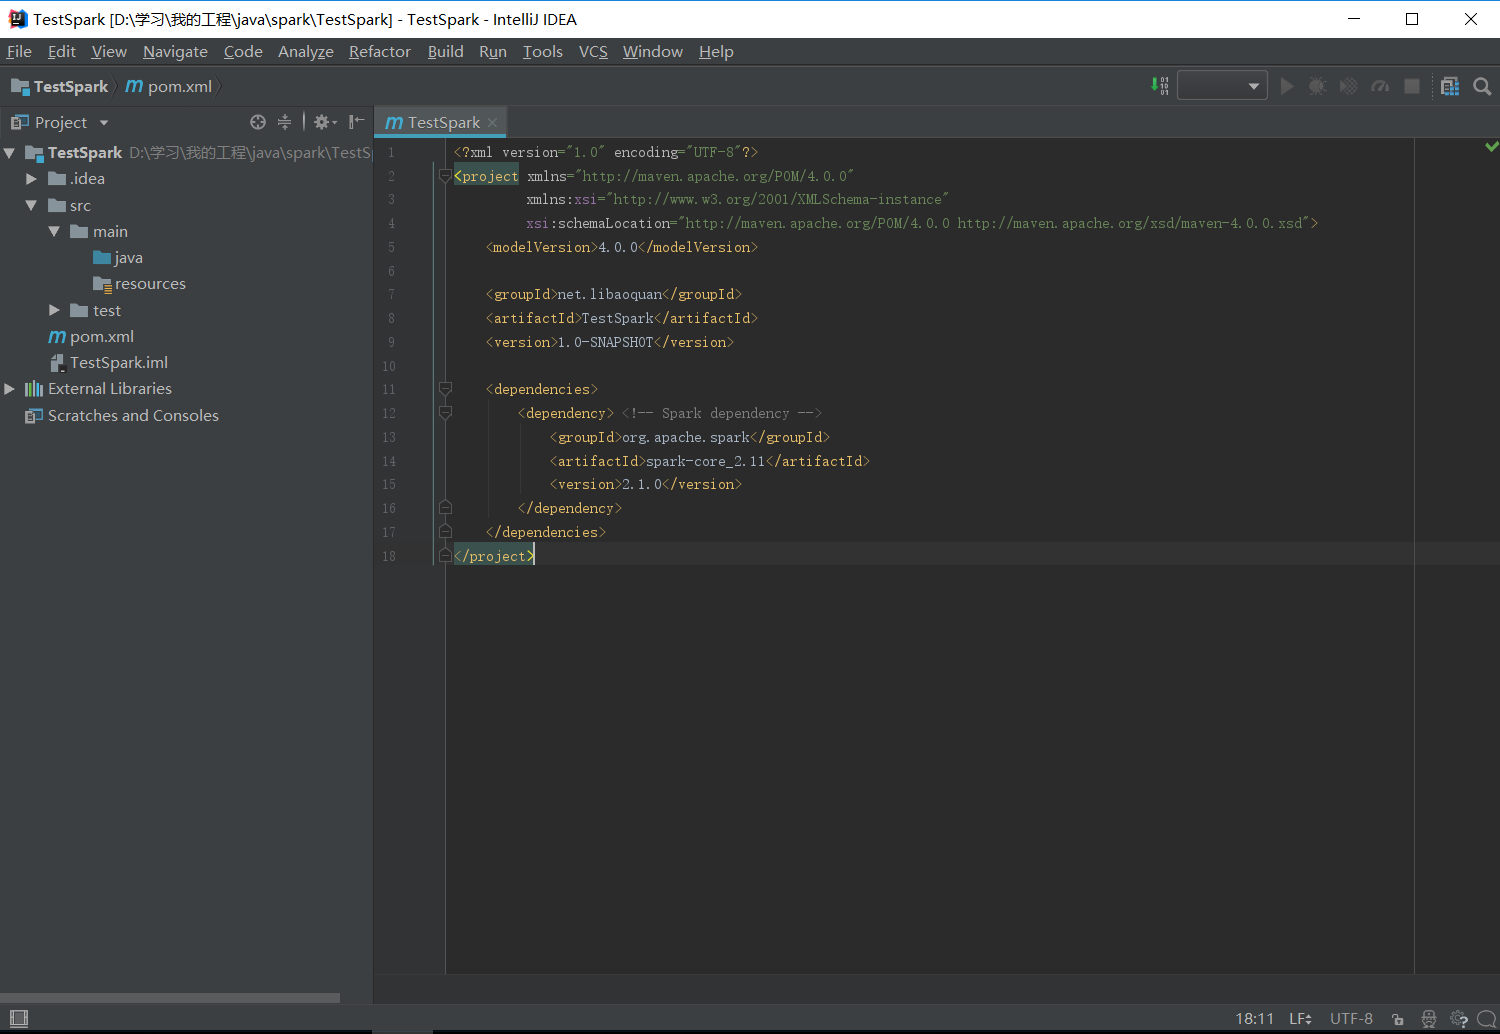 TestSpark [D:\学习\我的工程\java\spark\TestSpark] - TestSpark - IntelliJ IDEA
File Edit View Navigate Code Analyze Refactor Build Run Tools VCS Window Help
TestSpark pom.xml
Project
TestSpark
TestSpark D:\学习\我的工程\java\spark\TestS
.idea
src
main
java
resources
test
pom.xml
TestSpark.iml
External Libraries
Scratches and Consoles
1 <?xml version="1.0" encoding="UTF-8"?>
2 <project xmlns="http://maven.apache.org/POM/4.0.0"
3 xmlns:xsi="http://www.w3.org/2001/XMLSchema-instance"
4 xsi:schemaLocation="http://maven.apache.org/POM/4.0.0 http://maven.apache.org/xsd/maven-4.0.0.xsd">
5 <modelVersion>4.0.0</modelVersion>
6
7 <groupId>net.libaoquan</groupId>
8 <artifactId>TestSpark</artifactId>
9 <version>1.0-SNAPSHOT</version>
10
11 <dependencies>
12 <dependency> <!-- Spark dependency -->
13 <groupId>org.apache.spark</groupId>
14 <artifactId>spark-core_2.11</artifactId>
15 <version>2.1.0</version>
16 </dependency>
17 </dependencies>
18 </project>
18:11 LF UTF-8